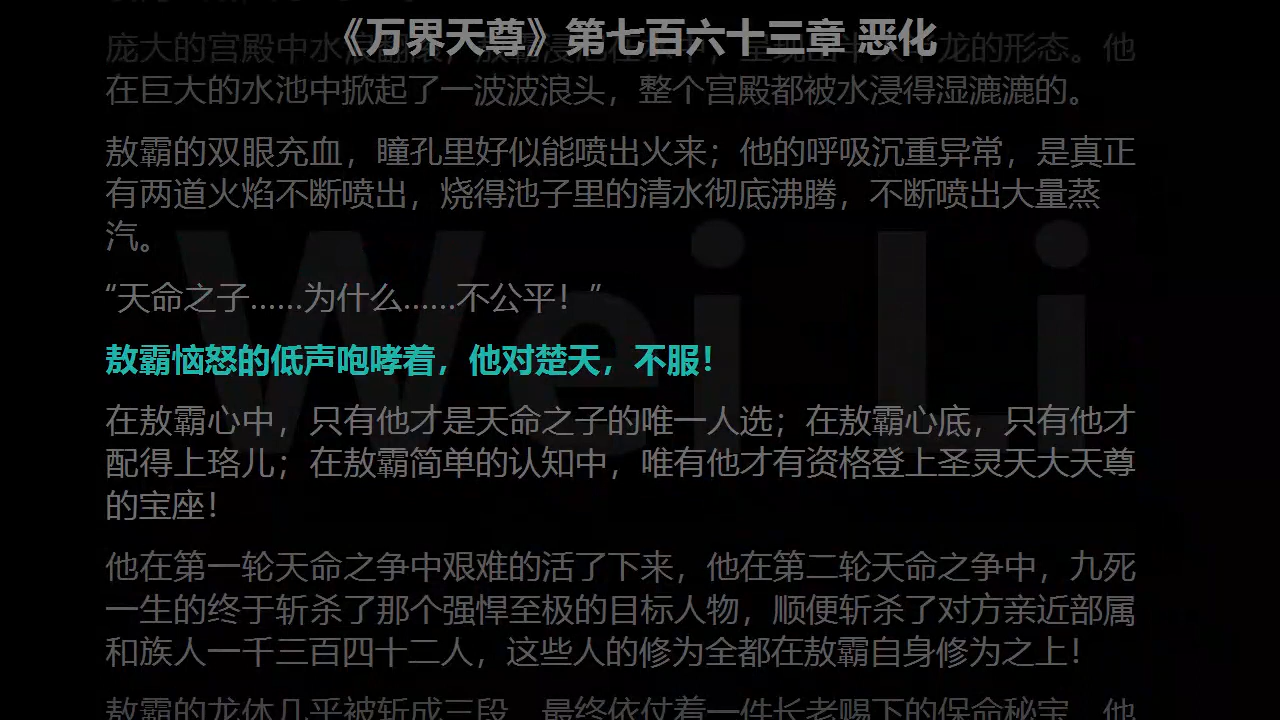 《万界天尊》第七百六十三章 恶化
庞大的宫殿中水浪翻滚，敖霸浸泡在水中，呈现出半人半龙的形态。他
在巨大的水池中掀起了一波波浪头，整个宫殿都被水浸得湿漉漉的。
敖霸的双眼充血，瞳孔里好似能喷出火来；他的呼吸沉重异常，是真正
有两道火焰不断喷出，烧得池子里的清水彻底沸腾，不断喷出大量蒸
汽。
“天命之子……为什么……不公平！”
敖霸恼怒的低声咆哮着，他对楚天，不服！
在敖霸心中，只有他才是天命之子的唯一人选；在敖霸心底，只有他才
配得上珞儿；在敖霸简单的认知中，唯有他才有资格登上圣灵天大天尊
的宝座！
他在第一轮天命之争中艰难的活了下来，他在第二轮天命之争中，九死
一生的终于斩杀了那个强悍至极的目标人物，顺便斩杀了对方亲近部属
和族人一千三百四十二人，这些人的修为全都在敖霸自身修为之上！
敖霸的龙体几乎被斩成三段，最终依仗着一件长老赐下的保命秘宝，他
Wei Li